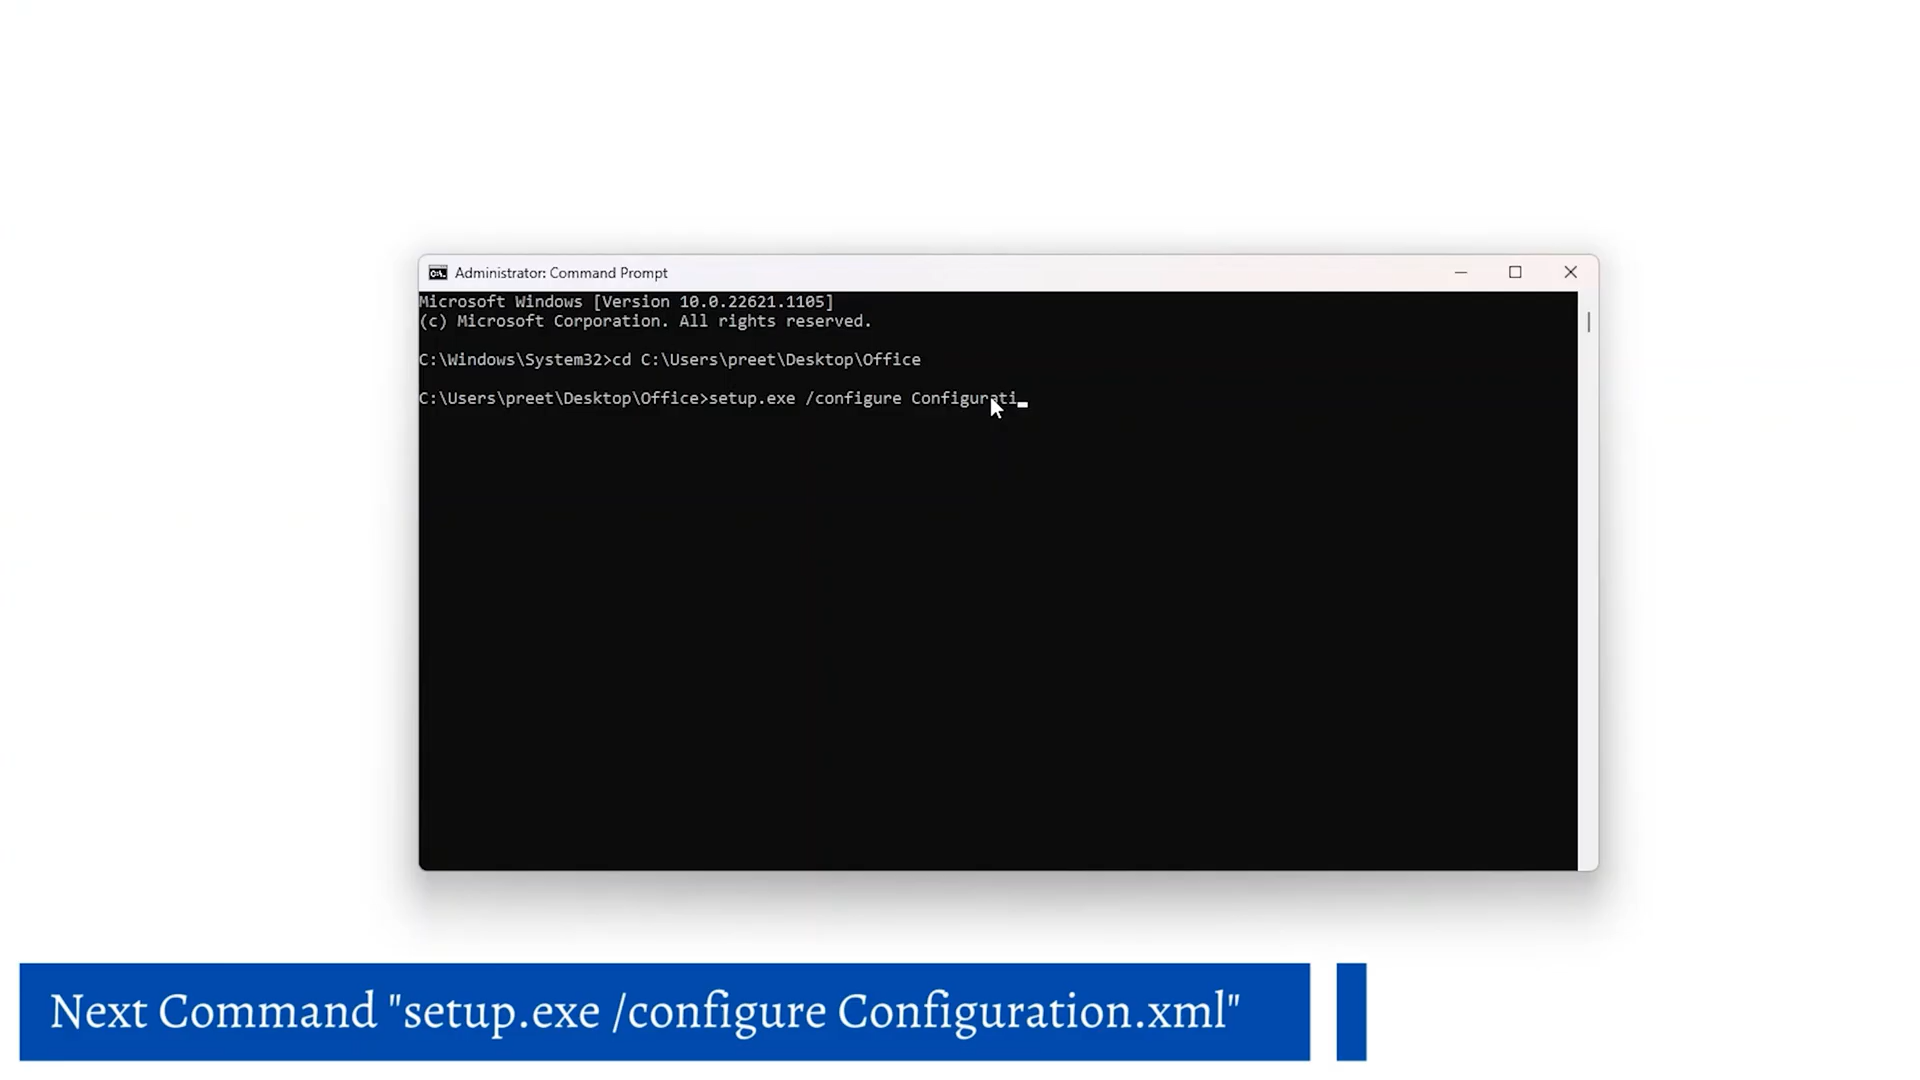 Administrator: Command Prompt
Microsoft Windows [Version 10.0.22621.1105]
(c) Microsoft Corporation. All rights reserved.
C:\Windows\System32>cd C:\Users\preet\Desktop\Office
C:\Users\preet\Desktop\Office>setup.exe /configure Configurati
Next Command "setup.exe /configure Configuration.xml"